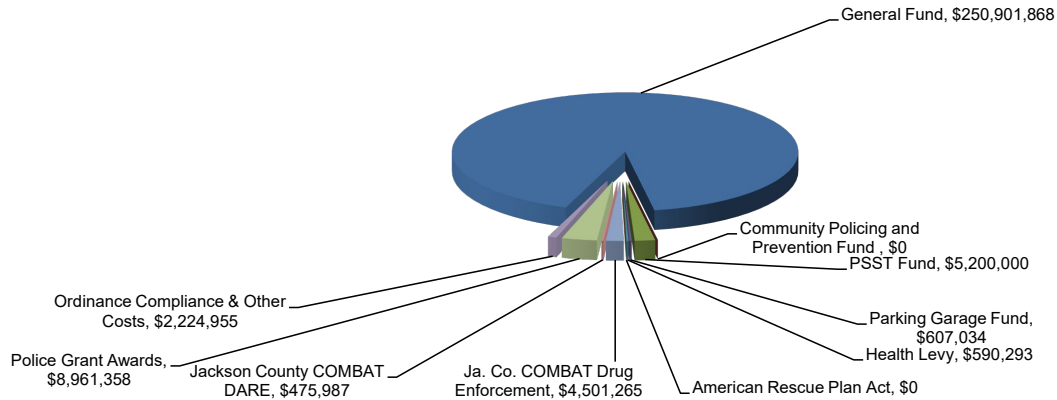 General Fund, $250,901,868
Community Policing and
Prevention Fund , $0
PSST Fund, $5,200,000
Parking Garage Fund,
$607,034
Health Levy, $590,293
American Rescue Plan Act, $0
Ja. Co. COMBAT Drug
Enforcement, $4,501,265
Jackson County COMBAT
DARE, $475,987
Police Grant Awards,
$8,961,358
Ordinance Compliance & Other
Costs, $2,224,955